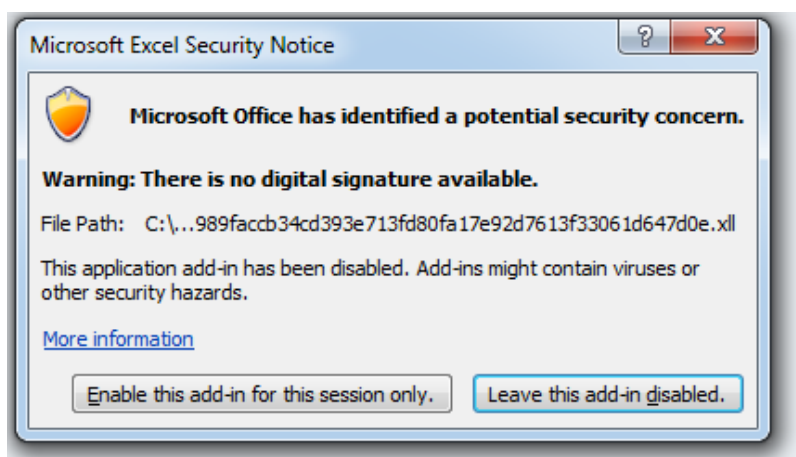 Microsoft Excel Security Notice
Microsoft Office has identified a potential security concern.
Warning: There is no digital signature available.
File Path: C:\...989faccb34cd393e713fd80fa17e92d7613f33061d647d0e.xll
This application add-in has been disabled. Add-ins might contain viruses or
other security hazards.
More information
Enable this add-in for this session only.
Leave this add-in disabled.